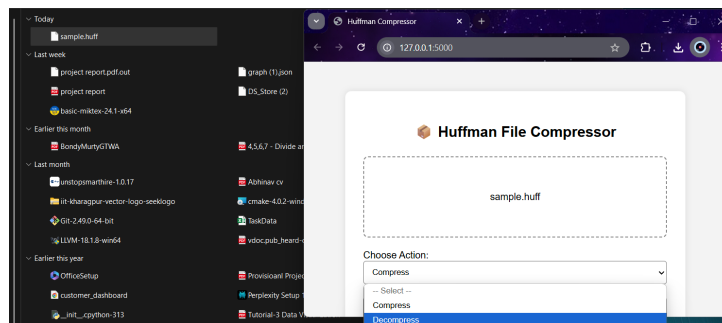 Today
sample.huff
Last week
project report.pdf.out
graph (1).json
project report
DS_Store (2)
basic-miktex-24.1-x64
Earlier this month
BondyMurtyGTWA
4,5,6,7 - Divide
Last month
unstopsmarthire-1.0.17
Abhinav cv
iit-kharagpur-vector-logo-seeklogo
cmake-4.0.2-wind
Git-2.49.0-64-bit
TaskData
LLVM-18.1.8-win64
vdoc.pub_heard-
Earlier this year
OfficeSetup
Provisioanl Projec
customer_dashboard
Perplexity Setup
__init__.cpython-313
Tutorial-3 Data
Huffman Compressor
127.0.0.1:5000
Huffman File Compressor
sample.huff
Choose Action:
Compress
-- Select --
Compress
Decompress